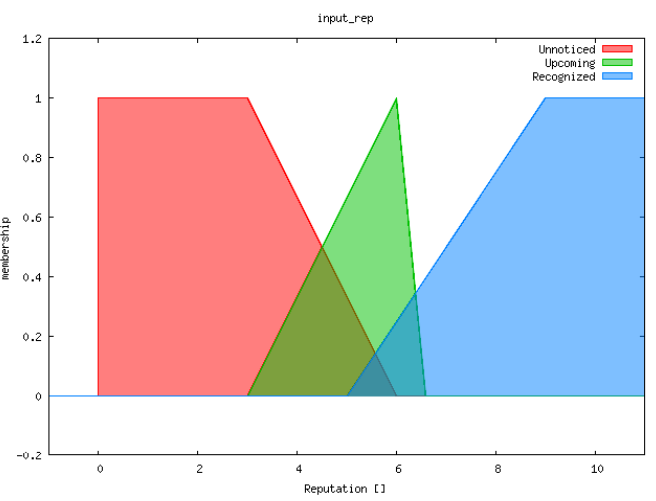 input_rep
1.2
1
0.8
0.6
0.4
0.2
0
-0.2
membership
Unnoticed
Upcoming
Recognized
0 2 4 6 8 10
Reputation []